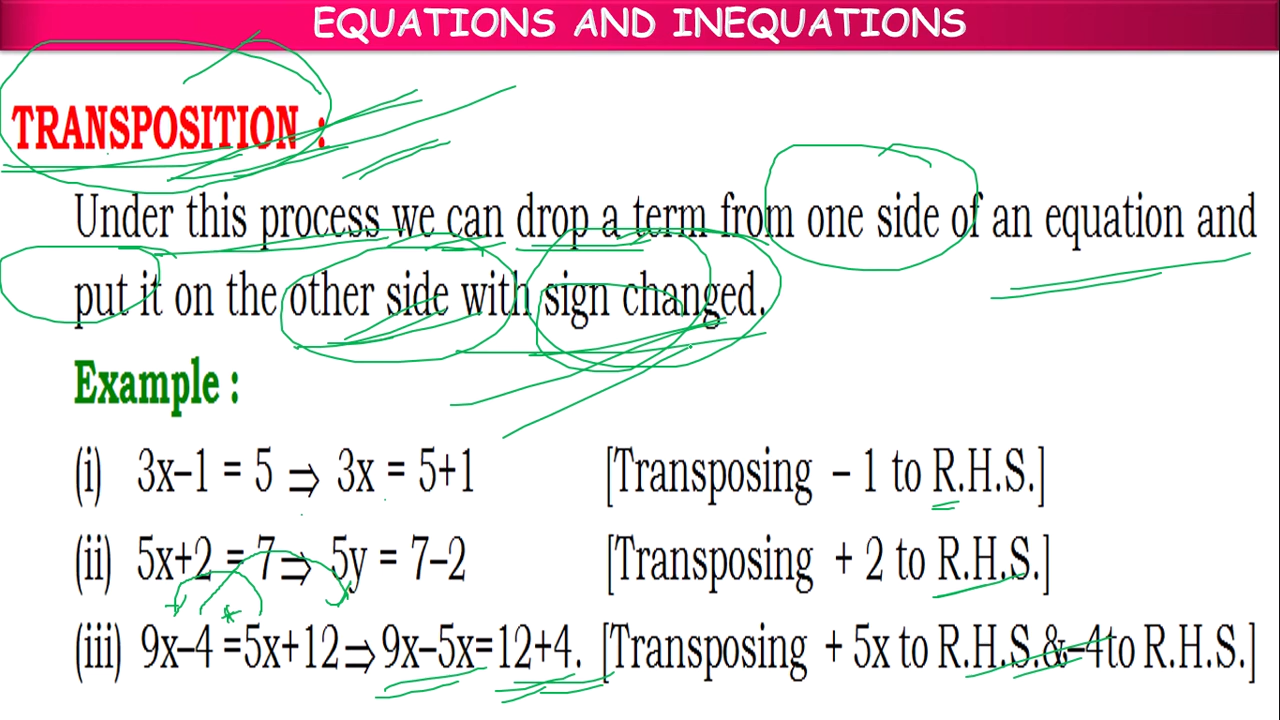 EQUATIONS AND INEQUATIONS
TRANSPOSITION :
Under this process we can drop a term from one side of an equation and
put it on the other side with sign changed.
Example :
(i) 3x–1 = 5 ⇒ 3x = 5+1 [Transposing – 1 to R.H.S.]
(ii) 5x+2 = 7⇒ 5y = 7–2 [Transposing + 2 to R.H.S.]
(iii) 9x–4 =5x+12⇒9x–5x=12+4. [Transposing + 5x to R.H.S.&–4to R.H.S.]